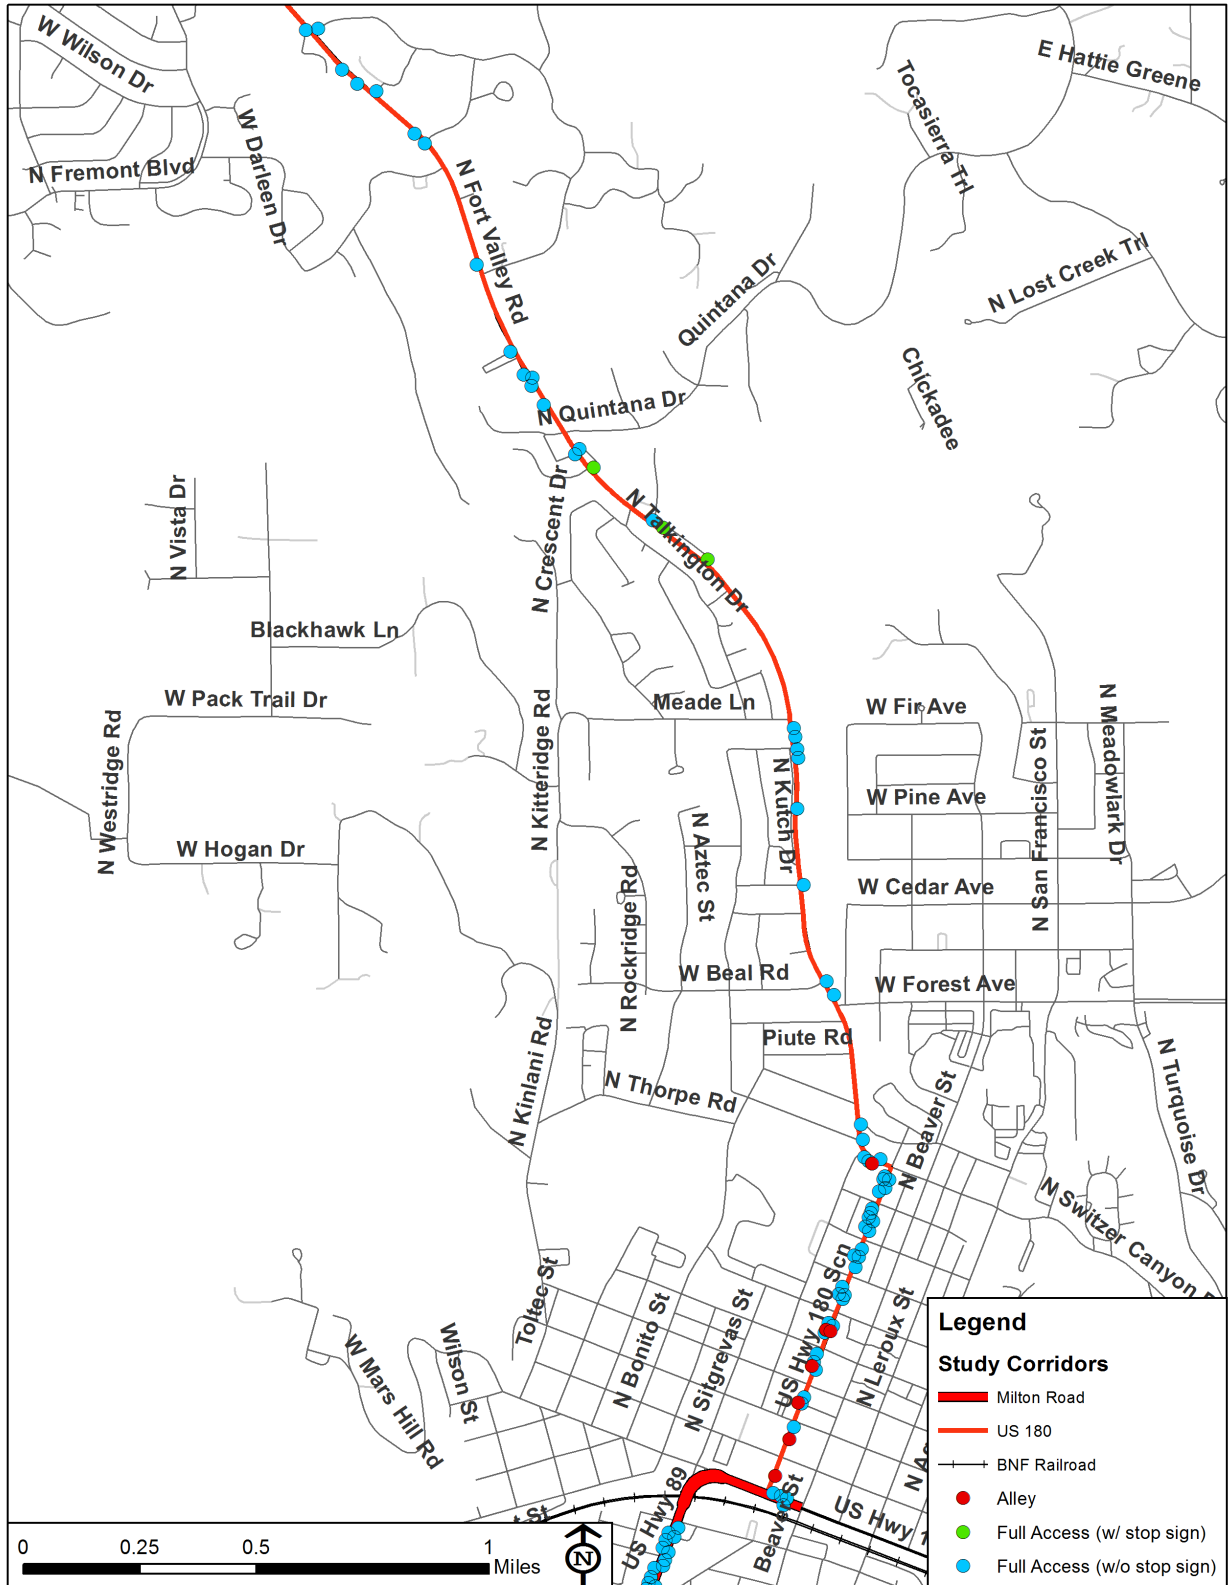 W Wilson Dr
E Hattie Greene
Tocasierra Trl
W Darleen Dr
N Fremont Blvd
N Fort Valley Rd
N Lost Creek Trl
Quintana Dr
Chickadee
N Quintana Dr
N Talkington Dr
N Crescent Dr
N Vista Dr
Blackhawk Ln
W Pack Trail Dr
Meade Ln
W Fir Ave
N Meadowlark Dr
N Westridge Rd
N Kitteridge Rd
N Kutch Dr
W Pine Ave
N San Francisco St
N Aztec St
W Hogan Dr
N Rockridge Rd
W Cedar Ave
W Beal Rd
W Forest Ave
Piute Rd
N Kinlani Rd
N Thorpe Rd
N Beaver St
N Turquoise Dr
N Switzer Canyon
Toltec St
N Bonito St
N Sitgrevas St
US Hwy 180 Scn
N Leroux St
Wilson St
W Mars Hill Rd
US Hwy 89
Beaver St
US Hwy
St
Legend
Study Corridors
Milton Road
US 180
BNF Railroad
Alley
Full Access (w/ stop sign)
Full Access (w/o stop sign)
0 0.25 0.5 1
Miles
N